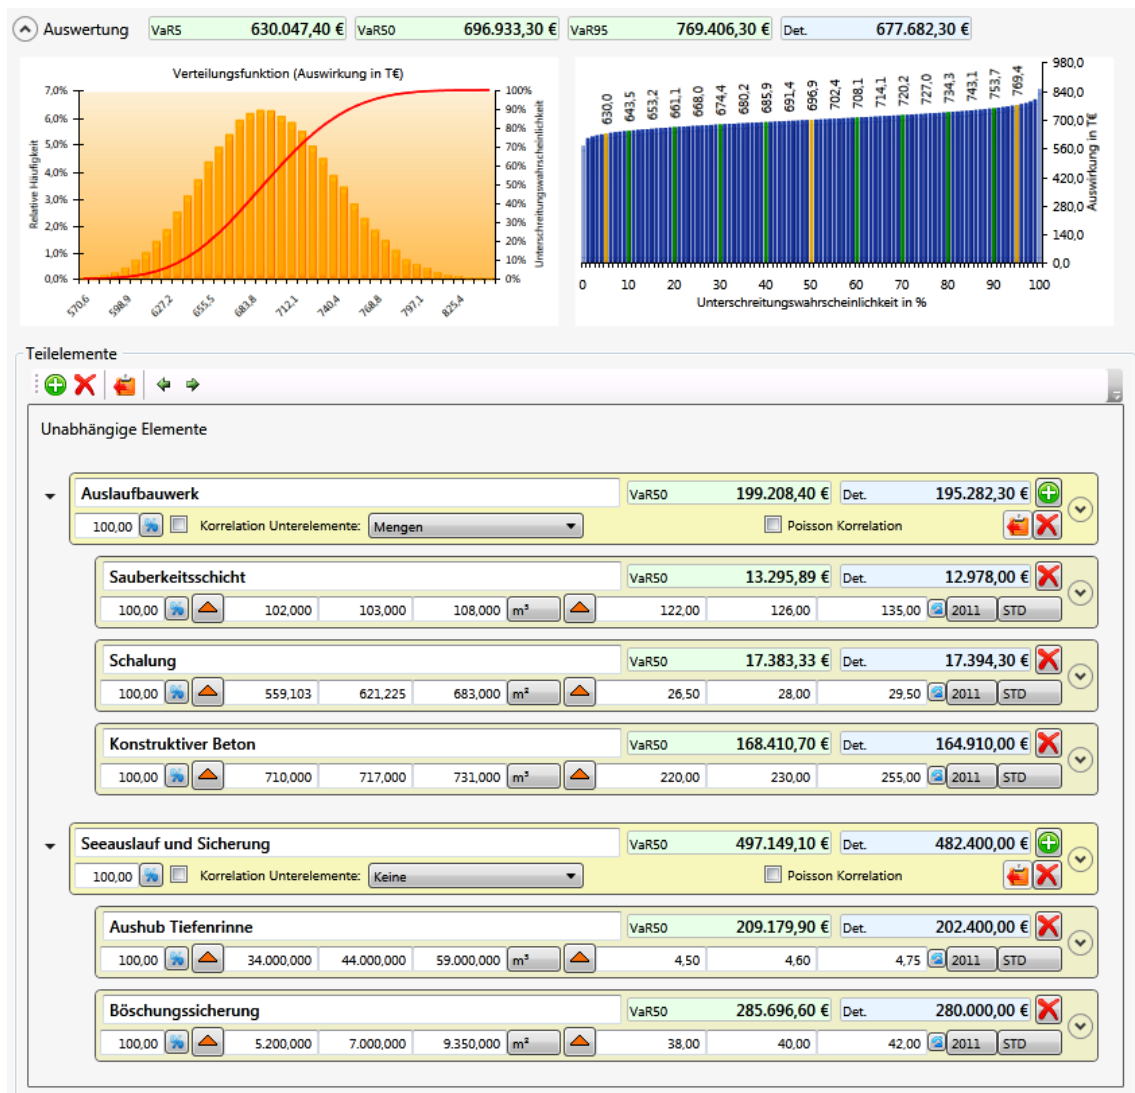 Auswertung VaR5 630.047,40 € VaR50 696.933,30 € VaR95 769.406,30 € Det. 677.682,30 €
Verteilungsfunktion (Auswirkung in T€)
Relative Häufigkeit
7,0%
6,0%
5,0%
4,0%
3,0%
2,0%
1,0%
0,0%
100%
90%
80%
70%
60%
50%
40%
30%
20%
10%
0%
Unterschreitungswahrscheinlichkeit
570,6 598,9 627,2 655,5 683,8 712,1 740,4 768,8 797,1 825,4
630,0 643,5 653,2 661,1 668,0 674,4 680,2 685,9 691,4 696,9 702,4 708,1 714,1 720,2 727,0 734,3 743,1 753,7 769,4
980,0
840,0
700,0
560,0
420,0
280,0
140,0
0,0
Auswirkung in T€
0 10 20 30 40 50 60 70 80 90 100
Unterschreitungswahrscheinlichkeit in %
Teilelemente
Unabhängige Elemente
Auslaufbauwerk VaR50 199.208,40 € Det. 195.282,30 €
100,00 % Korrelation Unterelemente: Mengen Poisson Korrelation
Sauberkeitsschicht VaR50 13.295,89 € Det. 12.978,00 €
100,00 % 102,000 103,000 108,000 m³ 122,00 126,00 135,00 2011 STD
Schalung VaR50 17.383,33 € Det. 17.394,30 €
100,00 % 559,103 621,225 683,000 m² 26,50 28,00 29,50 2011 STD
Konstruktiver Beton VaR50 168.410,70 € Det. 164.910,00 €
100,00 % 710,000 717,000 731,000 m³ 220,00 230,00 255,00 2011 STD
Seeauslauf und Sicherung VaR50 497.149,10 € Det. 482.400,00 €
100,00 % Korrelation Unterelemente: Keine Poisson Korrelation
Aushub Tiefenrinne VaR50 209.179,90 € Det. 202.400,00 €
100,00 % 34.000,000 44.000,000 59.000,000 m³ 4,50 4,60 4,75 2011 STD
Böschungssicherung VaR50 285.696,60 € Det. 280.000,00 €
100,00 % 5.200,000 7.000,000 9.350,000 m² 38,00 40,00 42,00 2011 STD